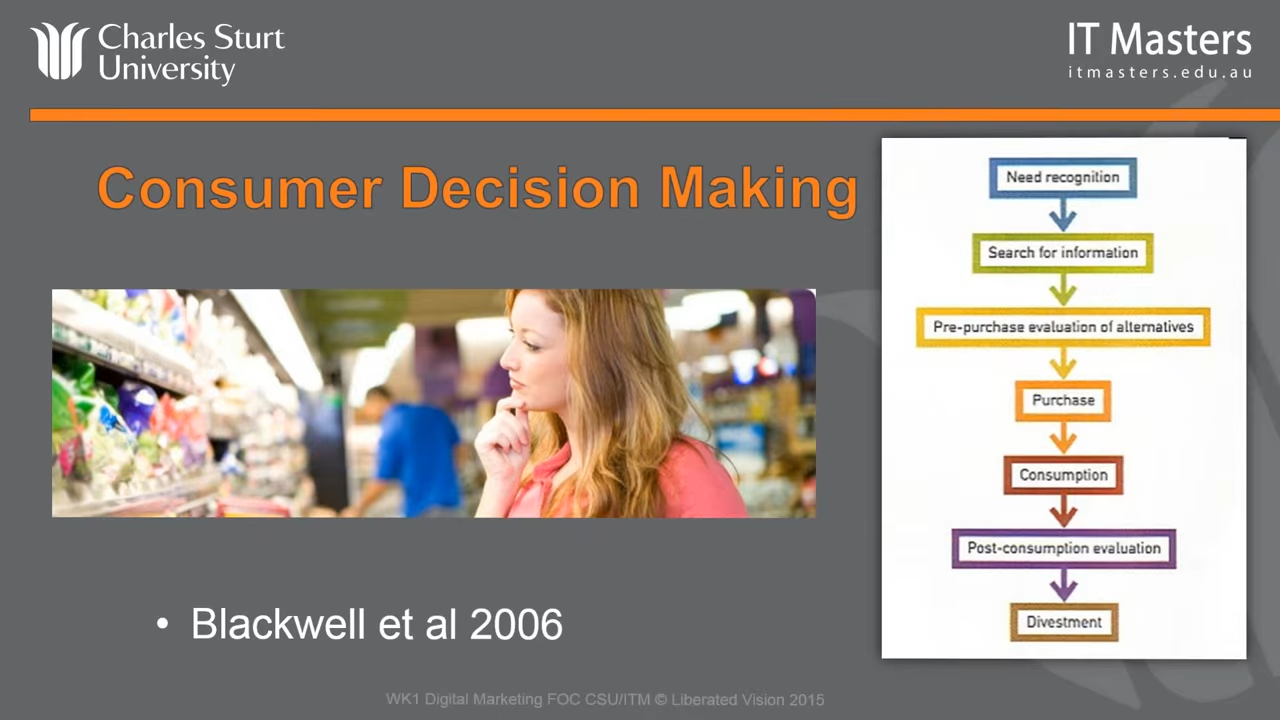 Charles Sturt
University
IT Masters
itmasters.edu.au
Consumer Decision Making
Need recognition
Search for information
Pre-purchase evaluation of alternatives
Purchase
Consumption
Post-consumption evaluation
Divestment
• Blackwell et al 2006
WK1 Digital Marketing FOC CSU/ITM © Liberated Vision 2015